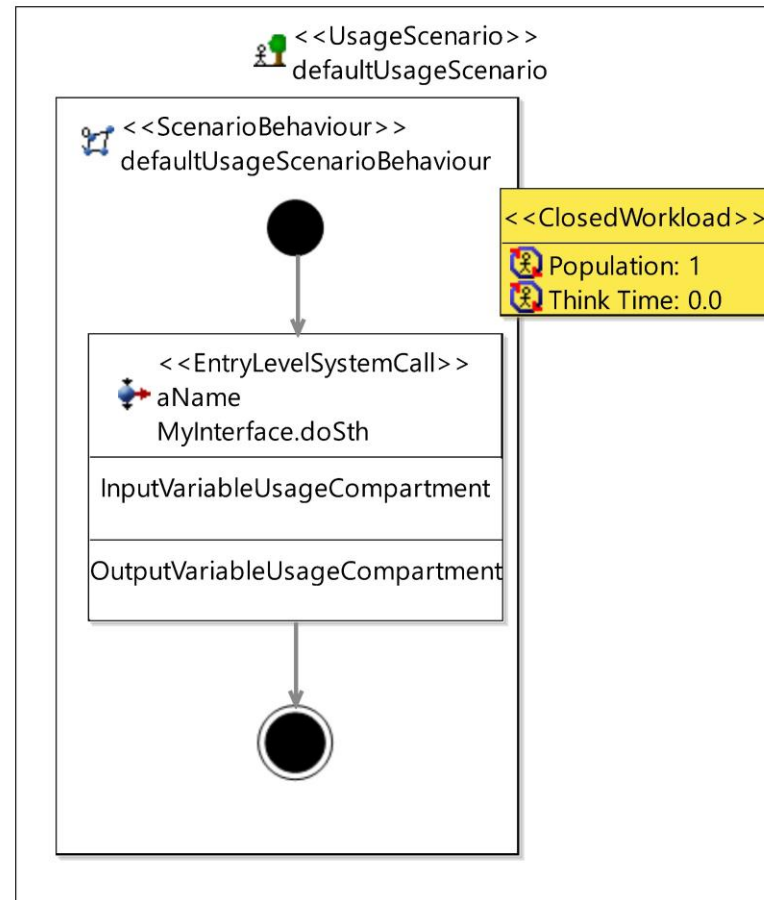 <<UsageScenario>>
defaultUsageScenario
<<ScenarioBehaviour>>
defaultUsageScenarioBehaviour
<<ClosedWorkload>>
Population: 1
Think Time: 0.0
<<EntryLevelSystemCall>>
aName
MyInterface.doSth
InputVariableUsageCompartment
OutputVariableUsageCompartment